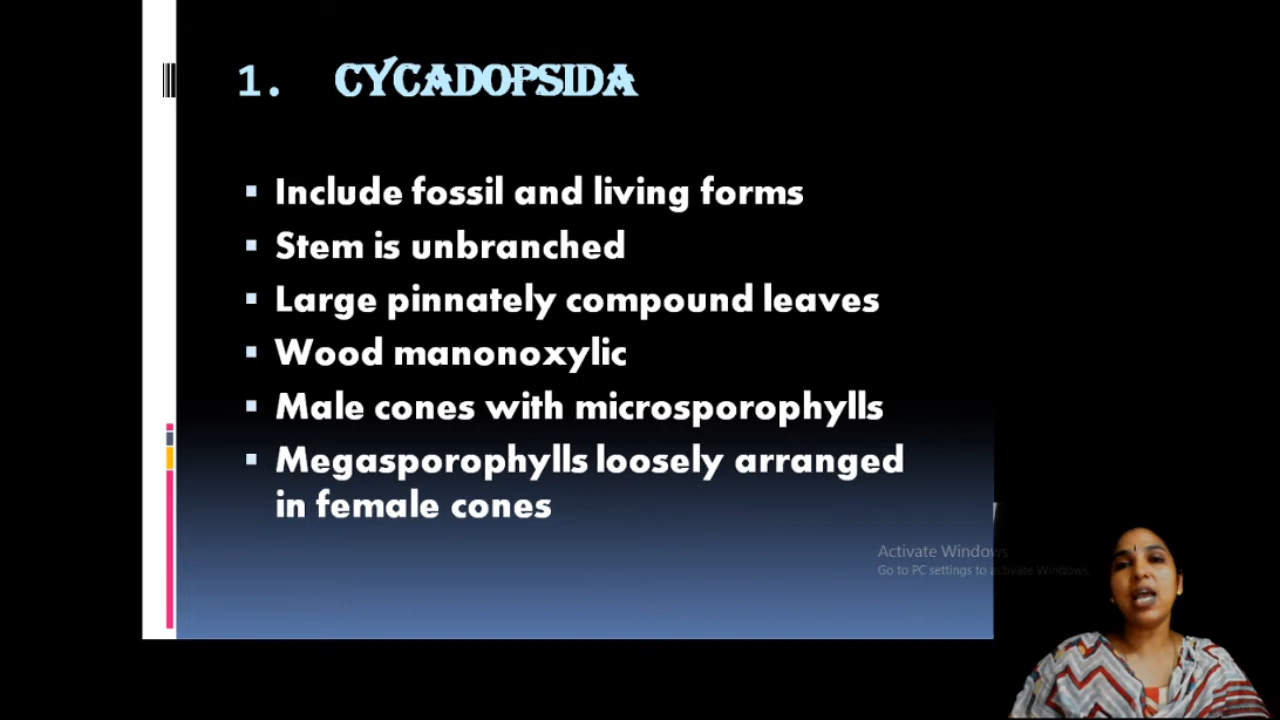 1. CYCADOPSIDA
Include fossil and living forms
Stem is unbranched
Large pinnately compound leaves
Wood manonoxylic
Male cones with microsporophylls
Megasporophylls loosely arranged
in female cones
Activate Windows
Go to PC settings to activate Windows.